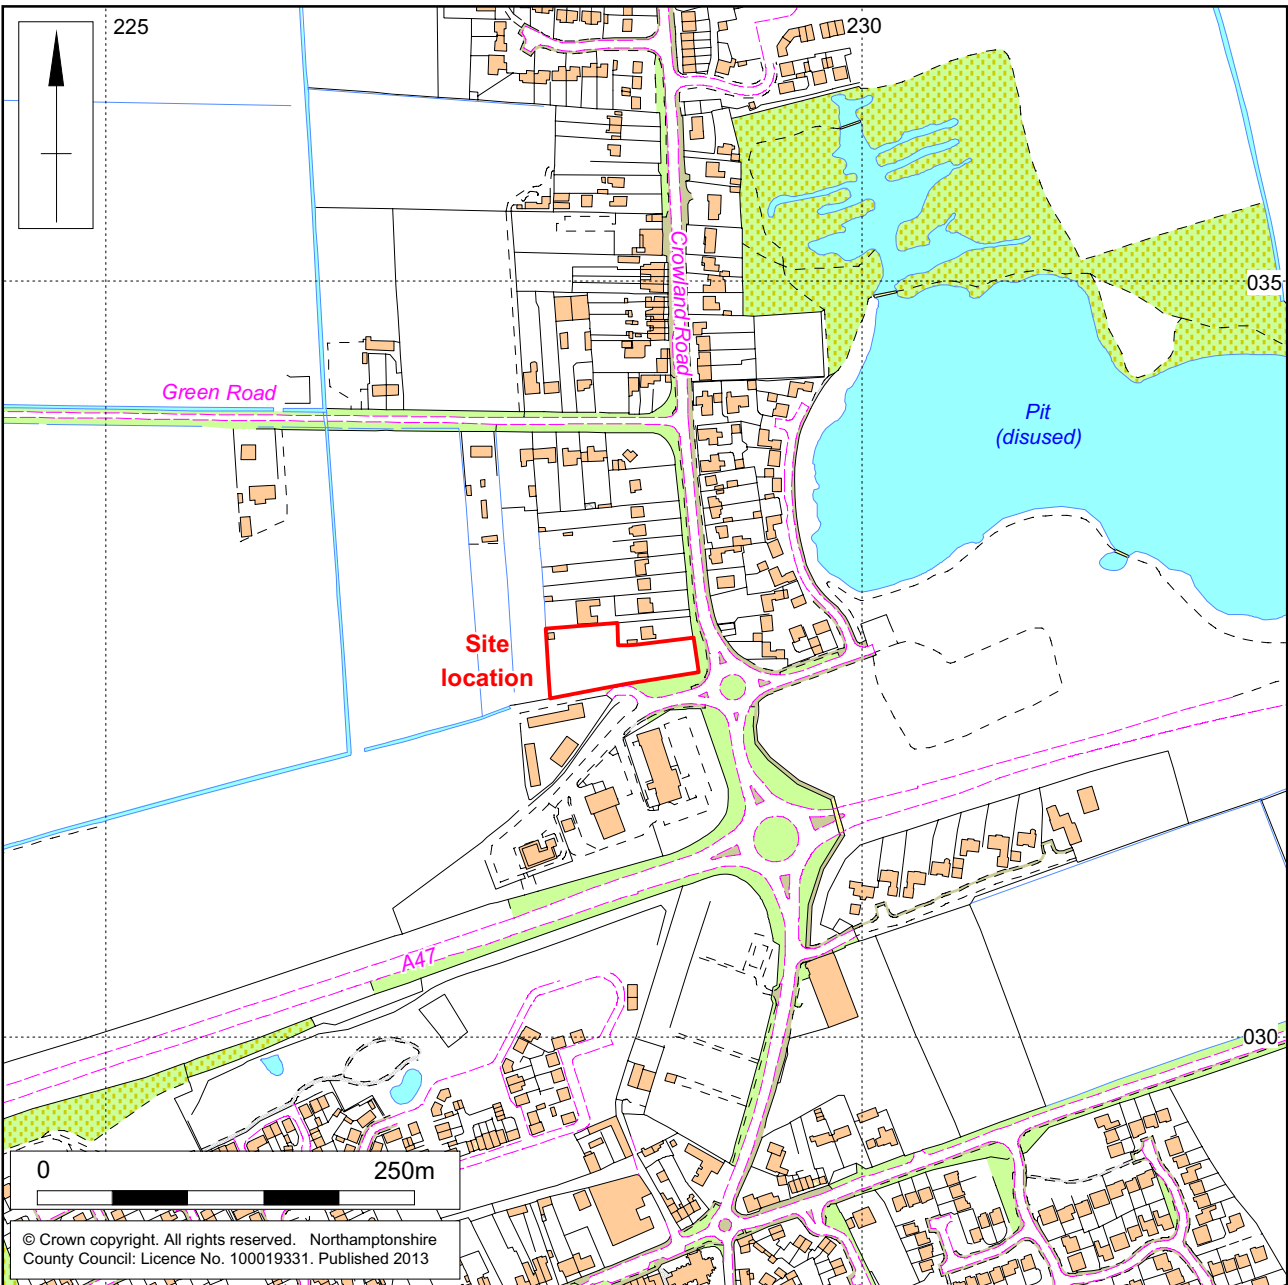 225
230
Crowland Road
035
Green Road
Pit
(disused)
Site
location
A47
030
0 250m
© Crown copyright. All rights reserved. Northamptonshire
County Council: Licence No. 100019331. Published 2013